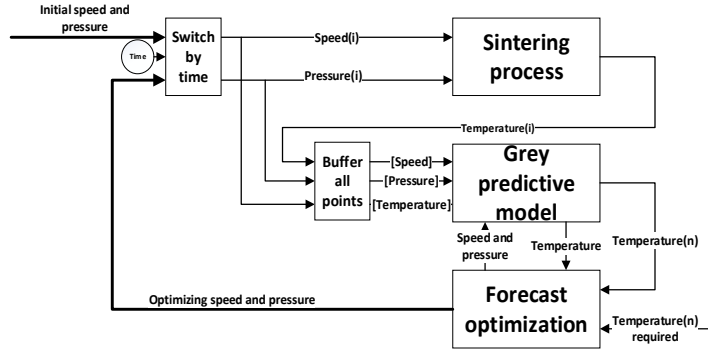 Initial speed and
pressure
Time
Switch
by
time
Speed(i)
Pressure(i)
Sintering
process
Temperature(i)
Buffer
all
points
[Speed]
[Pressure]
[Temperature]
Grey
predictive
model
Speed and
pressure
Temperature
Temperature(n)
Optimizing speed and pressure
Forecast
optimization
Temperature(n)
required